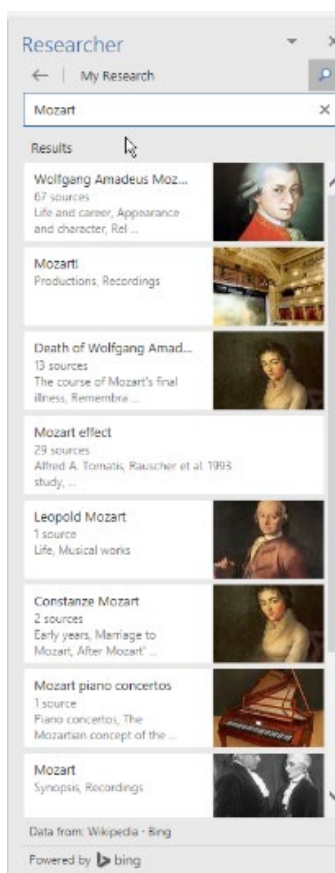 Researcher
My Research
Mozart
Results
Wolfgang Amadeus Moz...
67 sources
Life and career, Appearance
and character, Rel ...
Mozart!
Productions, Recordings
Death of Wolfgang Amad...
13 sources
The course of Mozart's final
illness, Remembra ...
Mozart effect
29 sources
Alfred A. Tomatis, Rauscher et al. 1993
study, ...
Leopold Mozart
1 source
Life, Musical works
Constanze Mozart
2 sources
Early years, Marriage to
Mozart, After Mozart' ...
Mozart piano concertos
1 source
Piano concertos, The
Mozartian concept of the ...
Mozart
Synopsis, Recordings
Data from: Wikipedia - Bing
Powered by bing